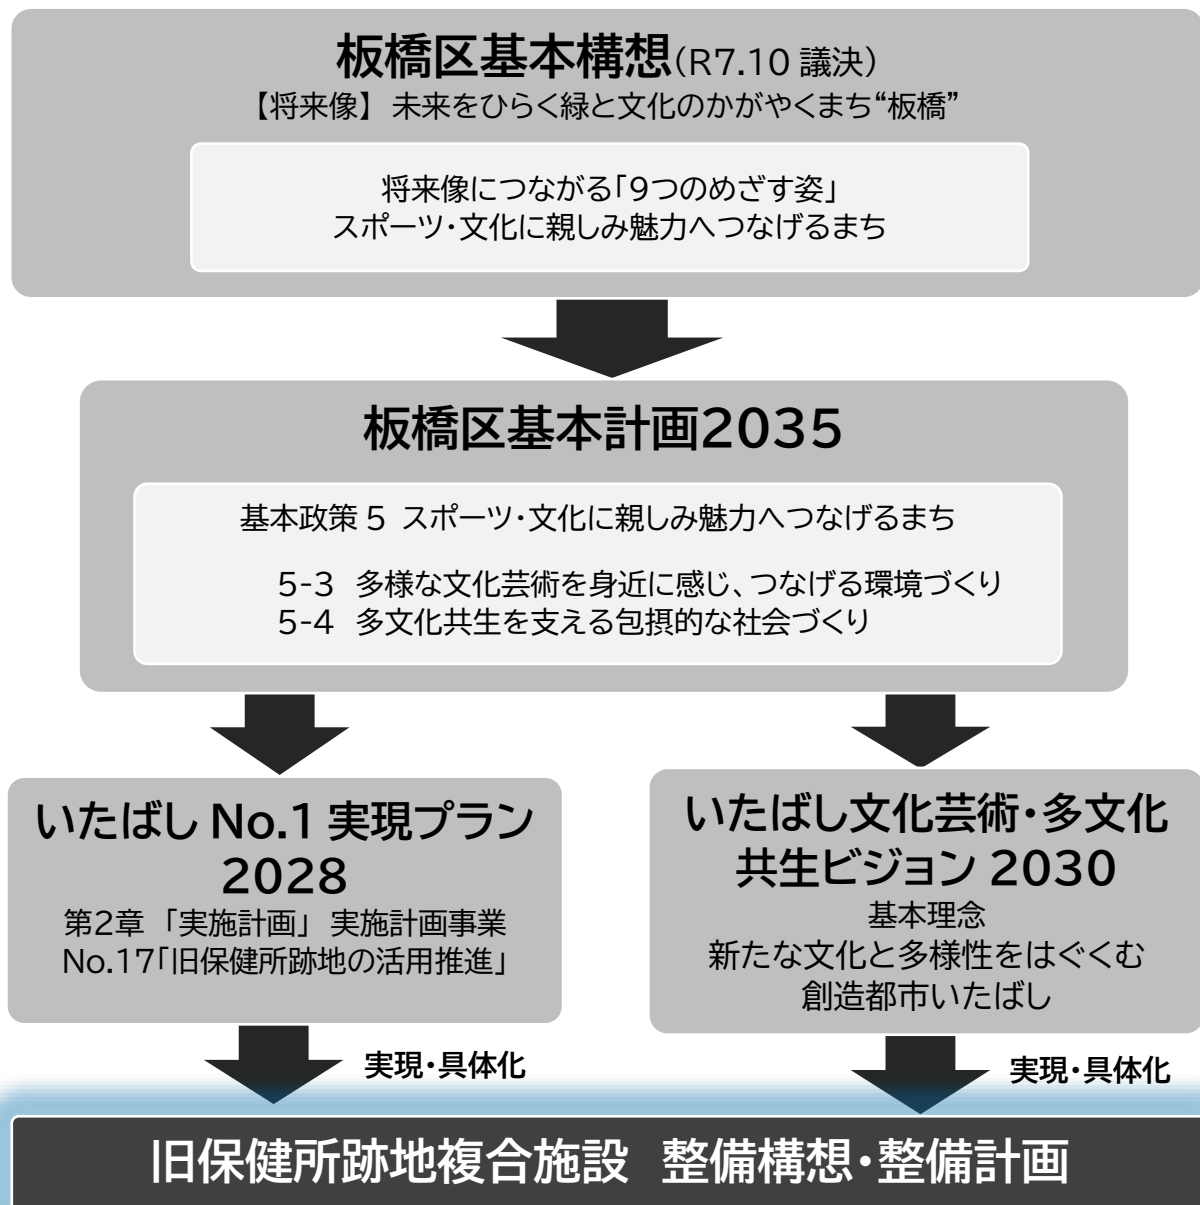 板橋区基本構想(R7.10 議決)
【将来像】 未来をひらく緑と文化のかがやくまち“板橋”
将来像につながる「9つのめざす姿」
スポーツ・文化に親しみ魅力へつなげるまち
板橋区基本計画2035
基本政策 5 スポーツ・文化に親しみ魅力へつなげるまち
5-3 多様な文化芸術を身近に感じ、つなげる環境づくり
5-4 多文化共生を支える包摂的な社会づくり
いたばし No.1 実現プラン
2028
第2章 「実施計画」 実施計画事業
No.17「旧保健所跡地の活用推進」
いたばし文化芸術・多文化
共生ビジョン 2030
基本理念
新たな文化と多様性をはぐくむ
創造都市いたばし
実現・具体化
実現・具体化
旧保健所跡地複合施設 整備構想・整備計画